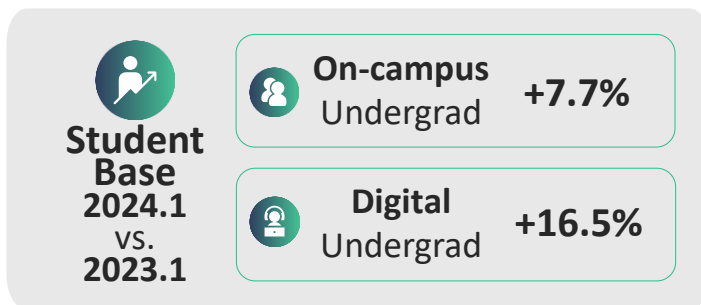 Student
Base
2024.1
vs.
2023.1
On-campus
Undergrad
+7.7%
Digital
Undergrad
+16.5%